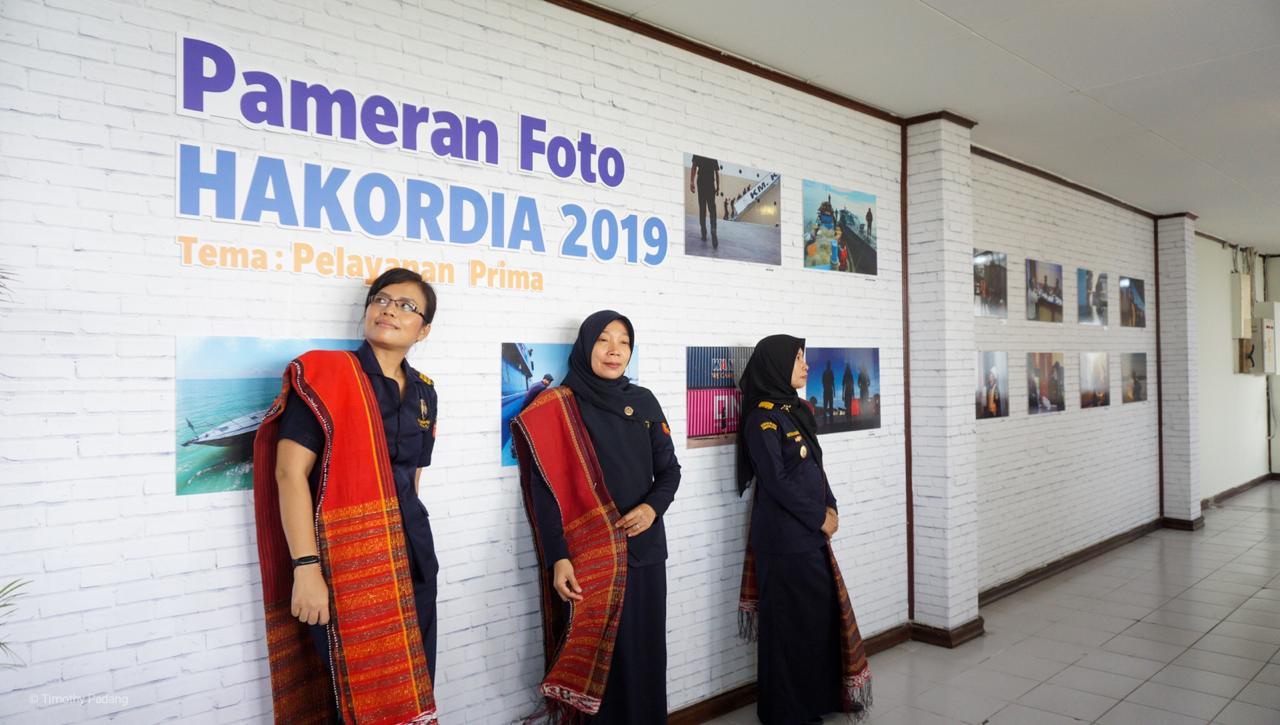 Pameran Foto
HAKORDIA 2019
Tema : Pelayanan Prima
KM. K
© Timothy Padang